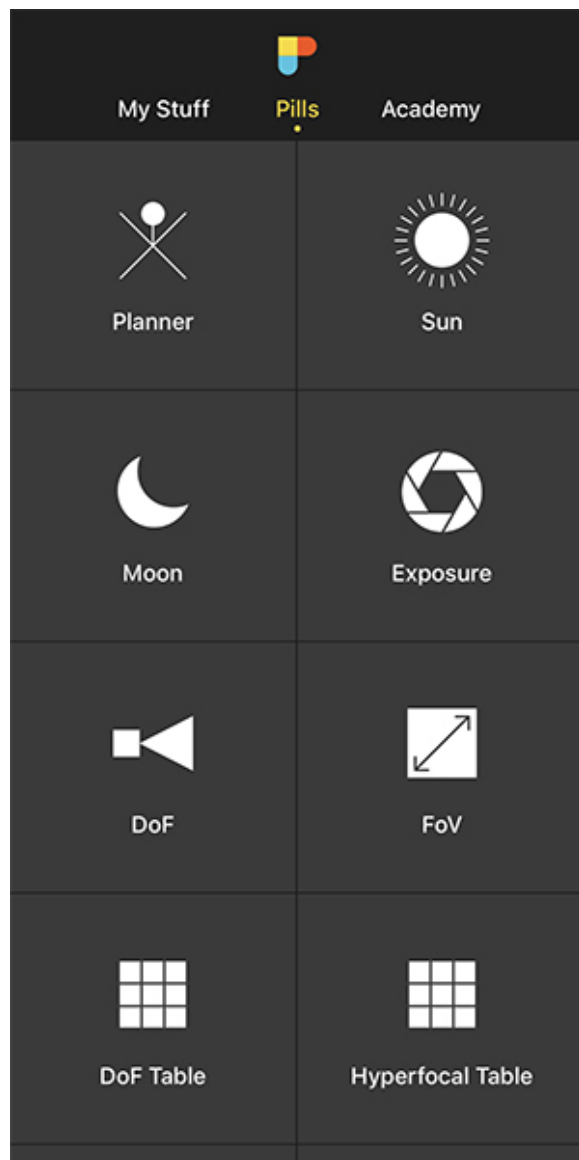 My Stuff Pills Academy
Planner Sun
Moon Exposure
DoF FoV
DoF Table Hyperfocal Table